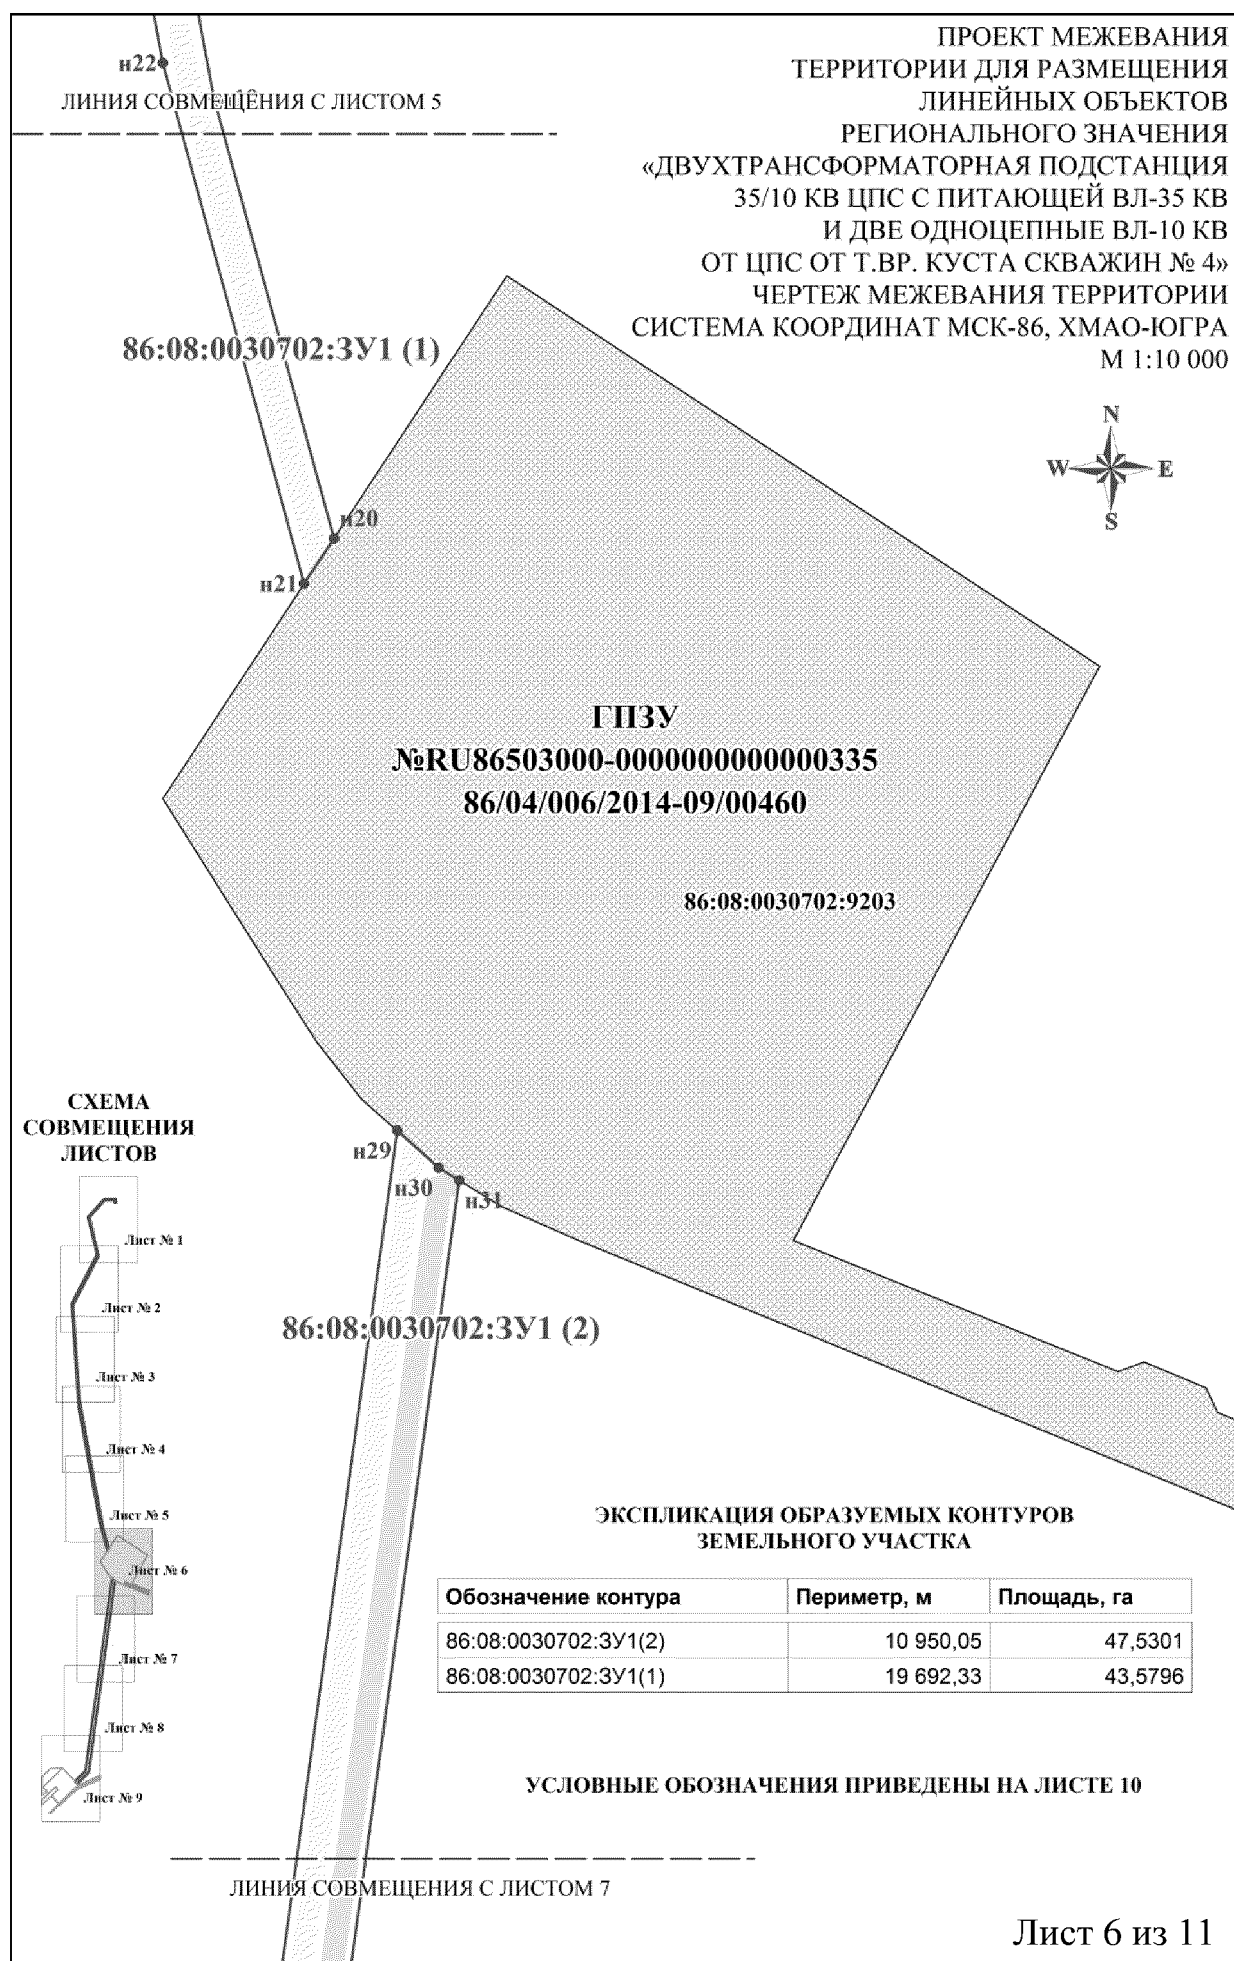 ПРОЕКТ МЕЖЕВАНИЯ
ТЕРРИТОРИИ ДЛЯ РАЗМЕЩЕНИЯ
ЛИНЕЙНЫХ ОБЪЕКТОВ
РЕГИОНАЛЬНОГО ЗНАЧЕНИЯ
«ДВУХТРАНСФОРМАТОРНАЯ ПОДСТАНЦИЯ
35/10 КВ ЦПС С ПИТАЮЩЕЙ ВЛ-35 КВ
И ДВЕ ОДНОЦЕПНЫЕ ВЛ-10 КВ
ОТ ЦПС ОТ Т.ВР. КУСТА СКВАЖИН № 4»
ЧЕРТЕЖ МЕЖЕВАНИЯ ТЕРРИТОРИИ
СИСТЕМА КООРДИНАТ МСК-86, ХМАО-ЮГРА
М 1:10 000
н22
ЛИНИЯ СОВМЕЩЕНИЯ С ЛИСТОМ 5
86:08:0030702:ЗУ1 (1)
N
W
E
S
н20
н21
ГПЗУ
№RU86503000-0000000000000335
86/04/006/2014-09/00460
86:08:0030702:9203
СХЕМА
СОВМЕЩЕНИЯ
ЛИСТОВ
Лист № 1
Лист № 2
Лист № 3
Лист № 4
Лист № 5
Лист № 6
Лист № 7
Лист № 8
Лист № 9
н29
н30
н31
86:08:0030702:ЗУ1 (2)
ЭКСПЛИКАЦИЯ ОБРАЗУЕМЫХ КОНТУРОВ
ЗЕМЕЛЬНОГО УЧАСТКА
Обозначение контура Периметр, м Площадь, га
86:08:0030702:ЗУ1(2) 10 950,05 47,5301
86:08:0030702:ЗУ1(1) 19 692,33 43,5796
УСЛОВНЫЕ ОБОЗНАЧЕНИЯ ПРИВЕДЕНЫ НА ЛИСТЕ 10
ЛИНИЯ СОВМЕЩЕНИЯ С ЛИСТОМ 7
Лист 6 из 11